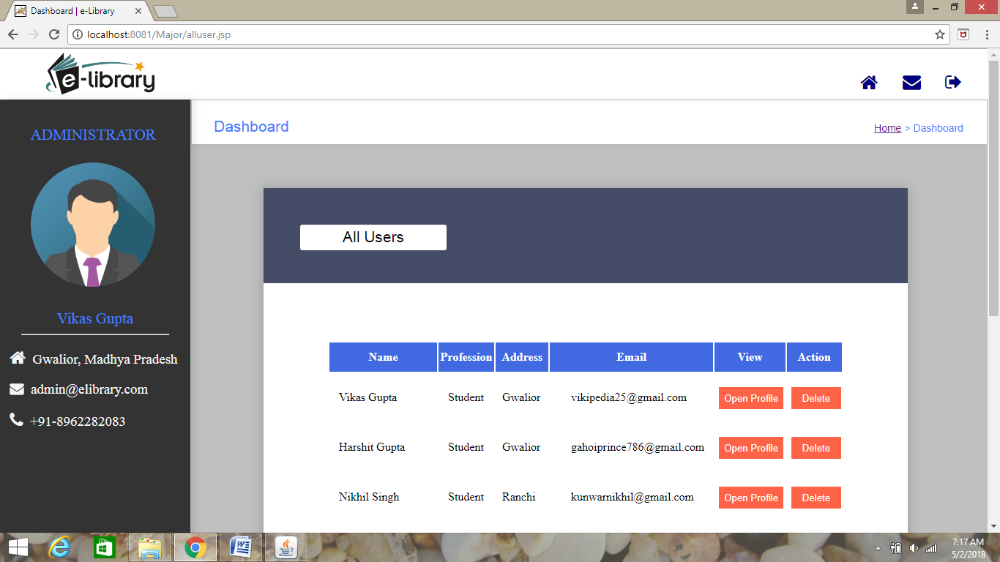 Dashboard | e-Library
localhost:8081/Major/alluser.jsp
e-library
ADMINISTRATOR
Vikas Gupta
Gwalior, Madhya Pradesh
admin@elibrary.com
+91-8962282083
Dashboard
Home > Dashboard
All Users
Name Profession Address Email View Action
Vikas Gupta Student Gwalior vikipedia25@gmail.com Open Profile Delete
Harshit Gupta Student Gwalior gahoiprince786@gmail.com Open Profile Delete
Nikhil Singh Student Ranchi kunwarnikhil@gmail.com Open Profile Delete
7:17 AM
5/2/2018